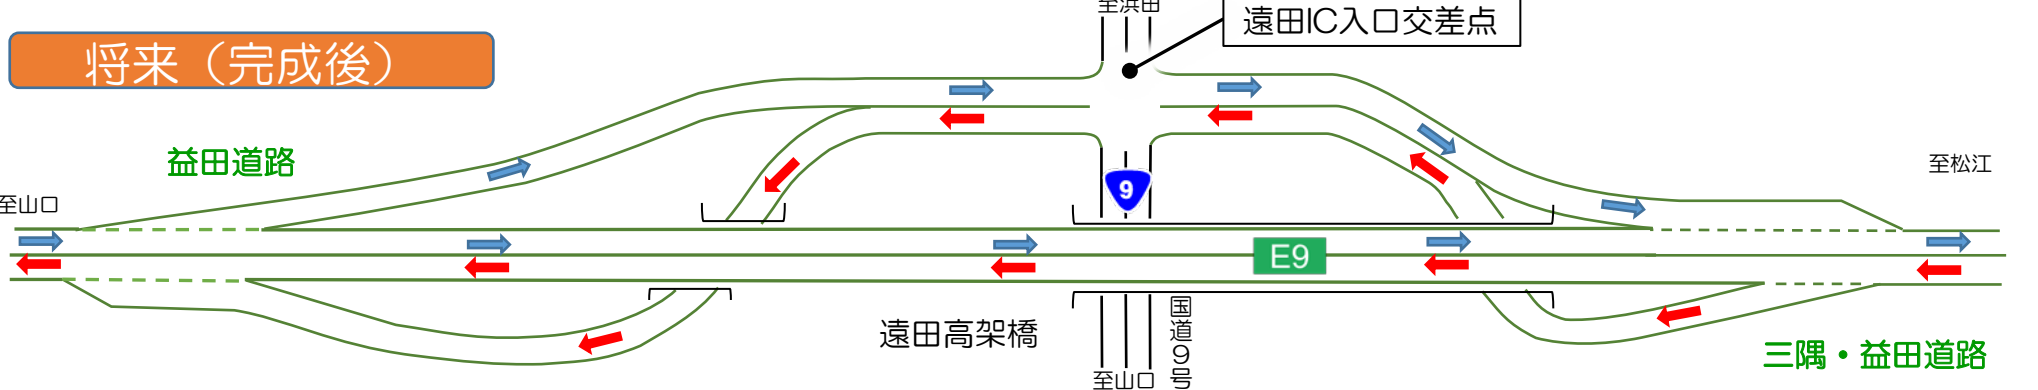 至浜田
遠田IC入口交差点
将来（完成後）
益田道路
至松江
至山口
9
E9
遠田高架橋
国道9号
三隅・益田道路
至山口